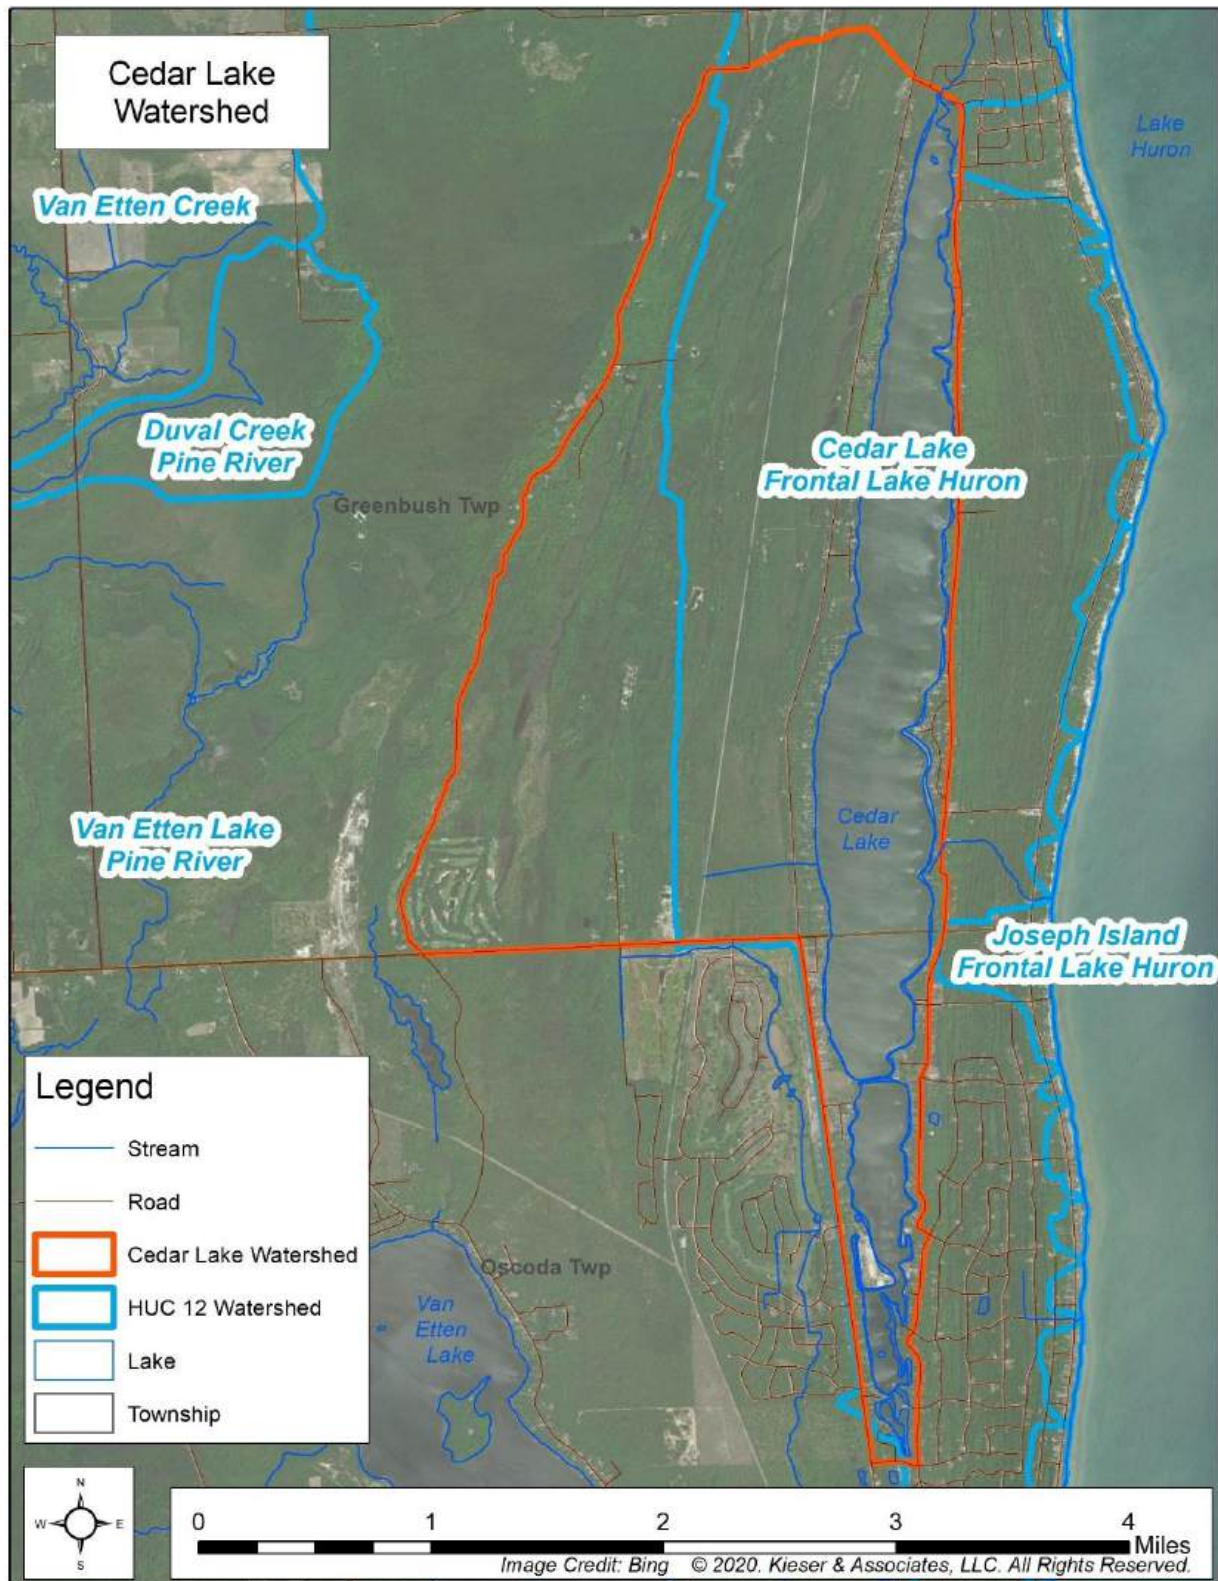 Cedar Lake
Watershed
Lake
Huron
Van Etten Creek
Duval Creek
Pine River
Cedar Lake
Frontal Lake Huron
Greenbush Twp
Van Etten Lake
Pine River
Cedar
Lake
Joseph Island
Frontal Lake Huron
Oscoda Twp
Van
Etten
Lake
Legend
Stream
Road
Cedar Lake Watershed
HUC 12 Watershed
Lake
Township
N
W E
S
0 1 2 3 4
Miles
Image Credit: Bing © 2020. Kieser & Associates, LLC. All Rights Reserved.